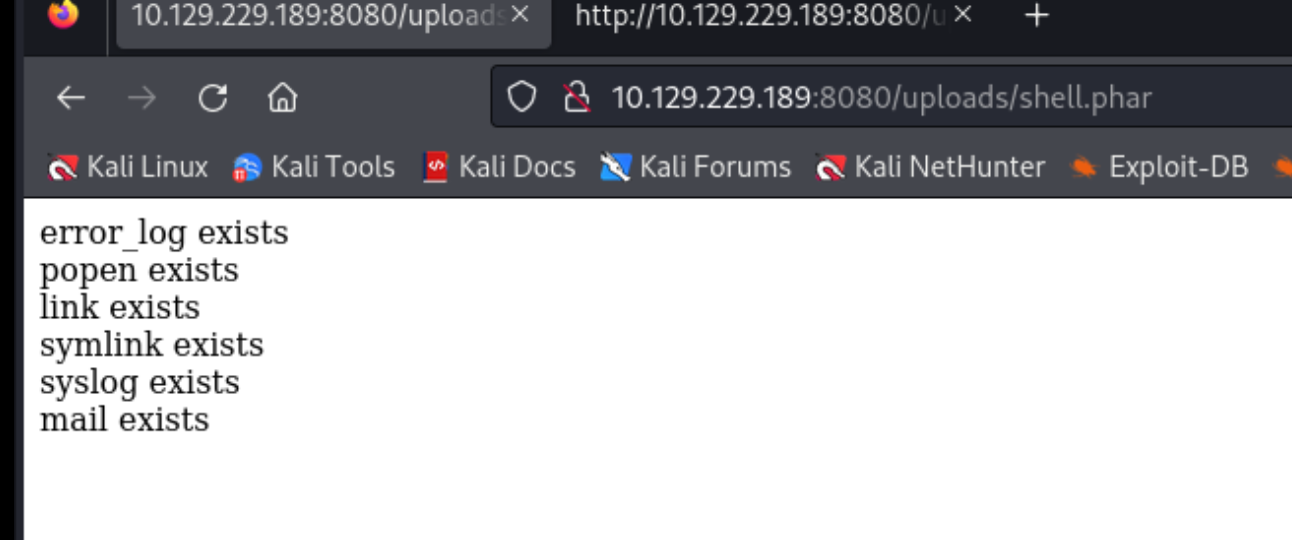 10.129.229.189:8080/uploads
http://10.129.229.189:8080/u
10.129.229.189:8080/uploads/shell.phar
Kali Linux Kali Tools Kali Docs Kali Forums Kali NetHunter Exploit-DB
error_log exists
popen exists
link exists
symlink exists
syslog exists
mail exists